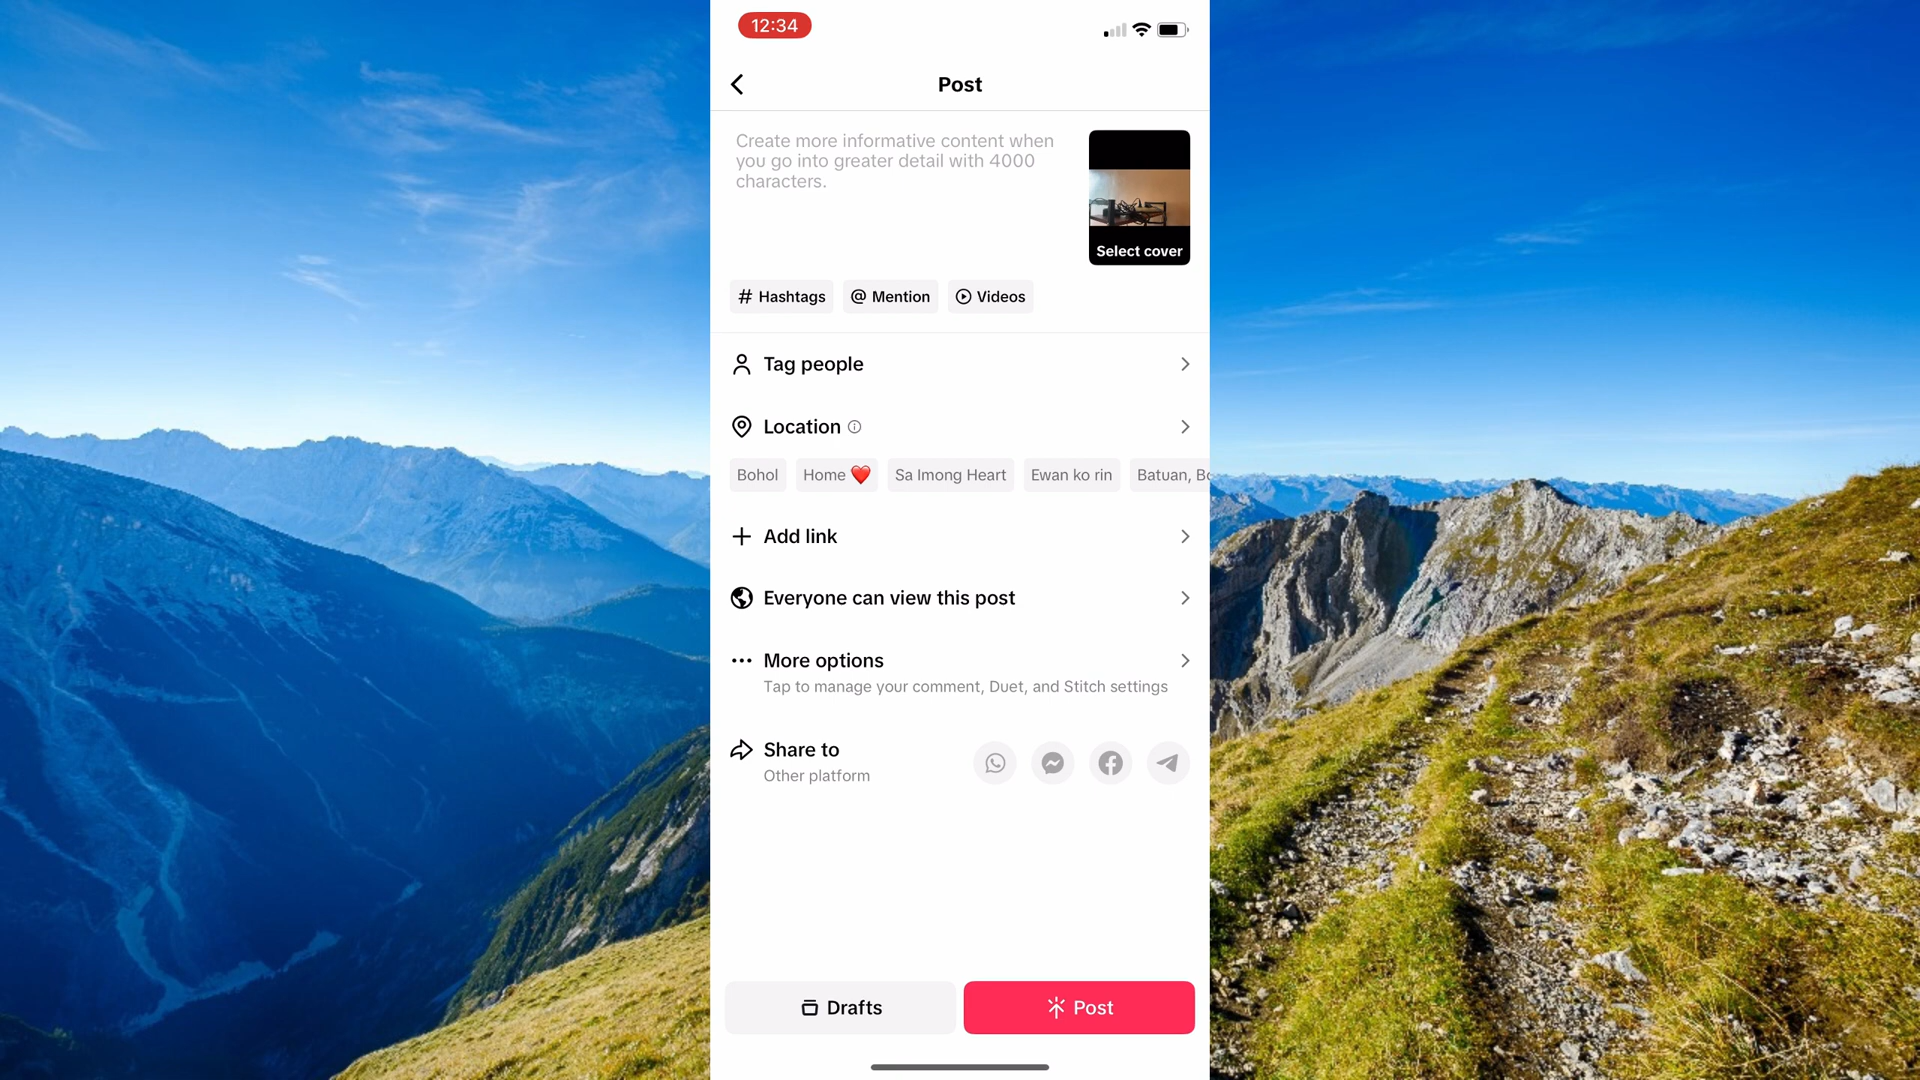 12:34
Post
Create more informative content when
you go into greater detail with 4000
characters.
Select cover
# Hashtags
@ Mention
Videos
Tag people
Location
Bohol
Home ❤️
Sa Imong Heart
Ewan ko rin
Batuan, Bo
Add link
Everyone can view this post
More options
Tap to manage your comment, Duet, and Stitch settings
Share to
Other platform
Drafts
Post